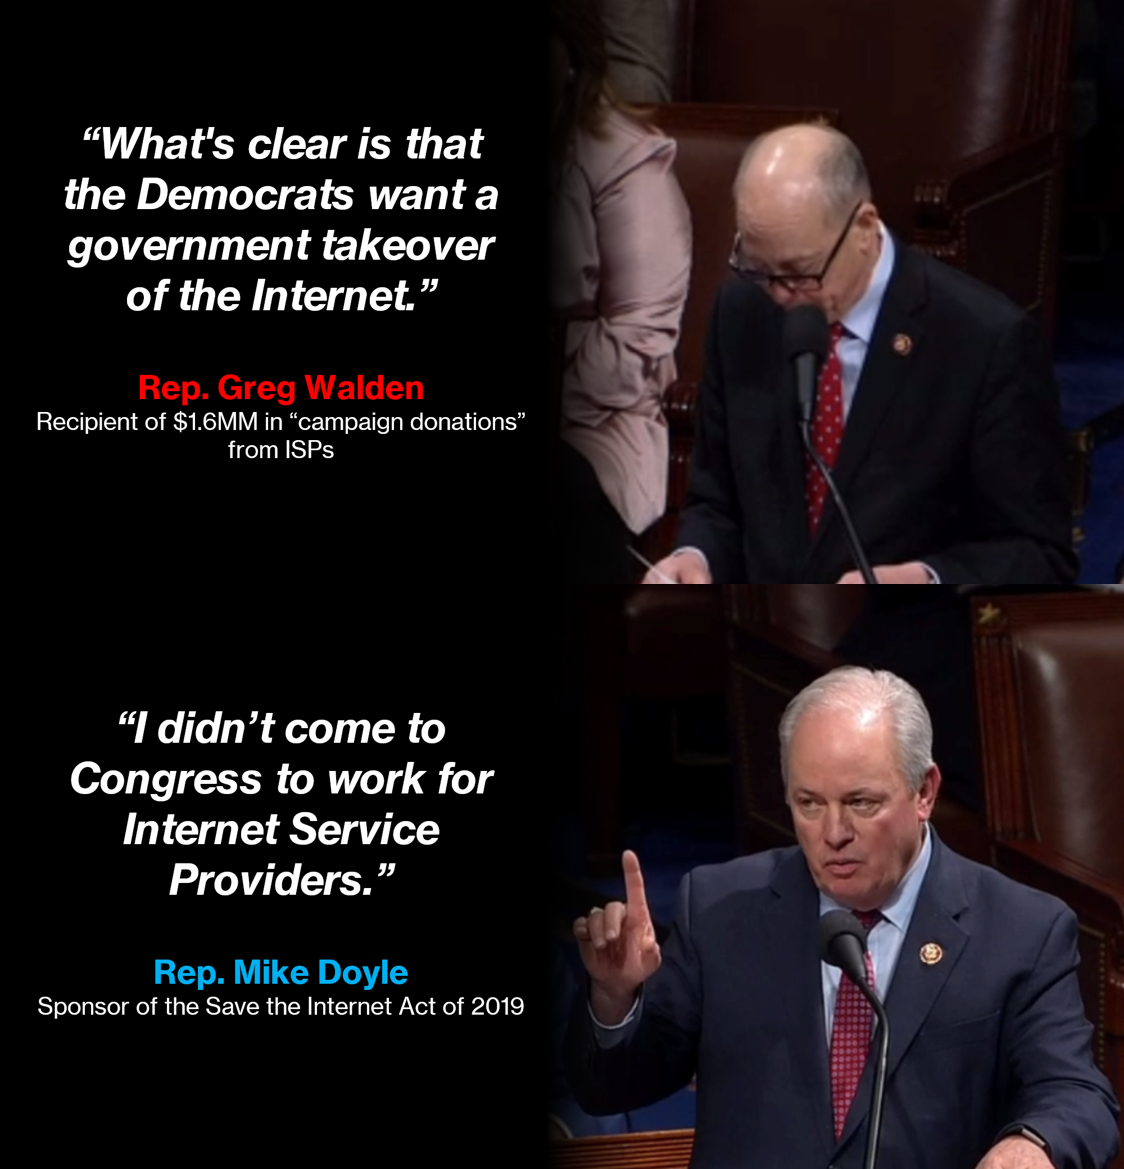 “What's clear is that
the Democrats want a
government takeover
of the Internet.”
Rep. Greg Walden
Recipient of $1.6MM in “campaign donations”
from ISPs
“I didn’t come to
Congress to work for
Internet Service
Providers.”
Rep. Mike Doyle
Sponsor of the Save the Internet Act of 2019